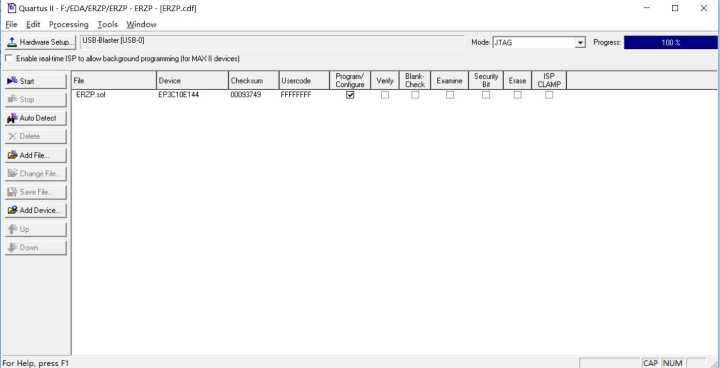 Quartus II - F:/EDA/ERZP/ERZP - ERZP - [ERZP.cdf]
File Edit Processing Tools Window
Hardware Setup... USB-Blaster [USB-0] Mode: JTAG Progress: 100 %
Enable real-time ISP to allow background programming (for MAX II devices)
Start
Stop
Auto Detect
Delete
Add File...
Change File...
Save File...
Add Device...
Up
Down
File Device Checksum Usercode Program/ Configure Verify Blank- Check Examine Security Bit Erase ISP CLAMP
ERZP.sof EP3C10E144 00093749 FFFFFFFF
For Help, press F1 CAP NUM